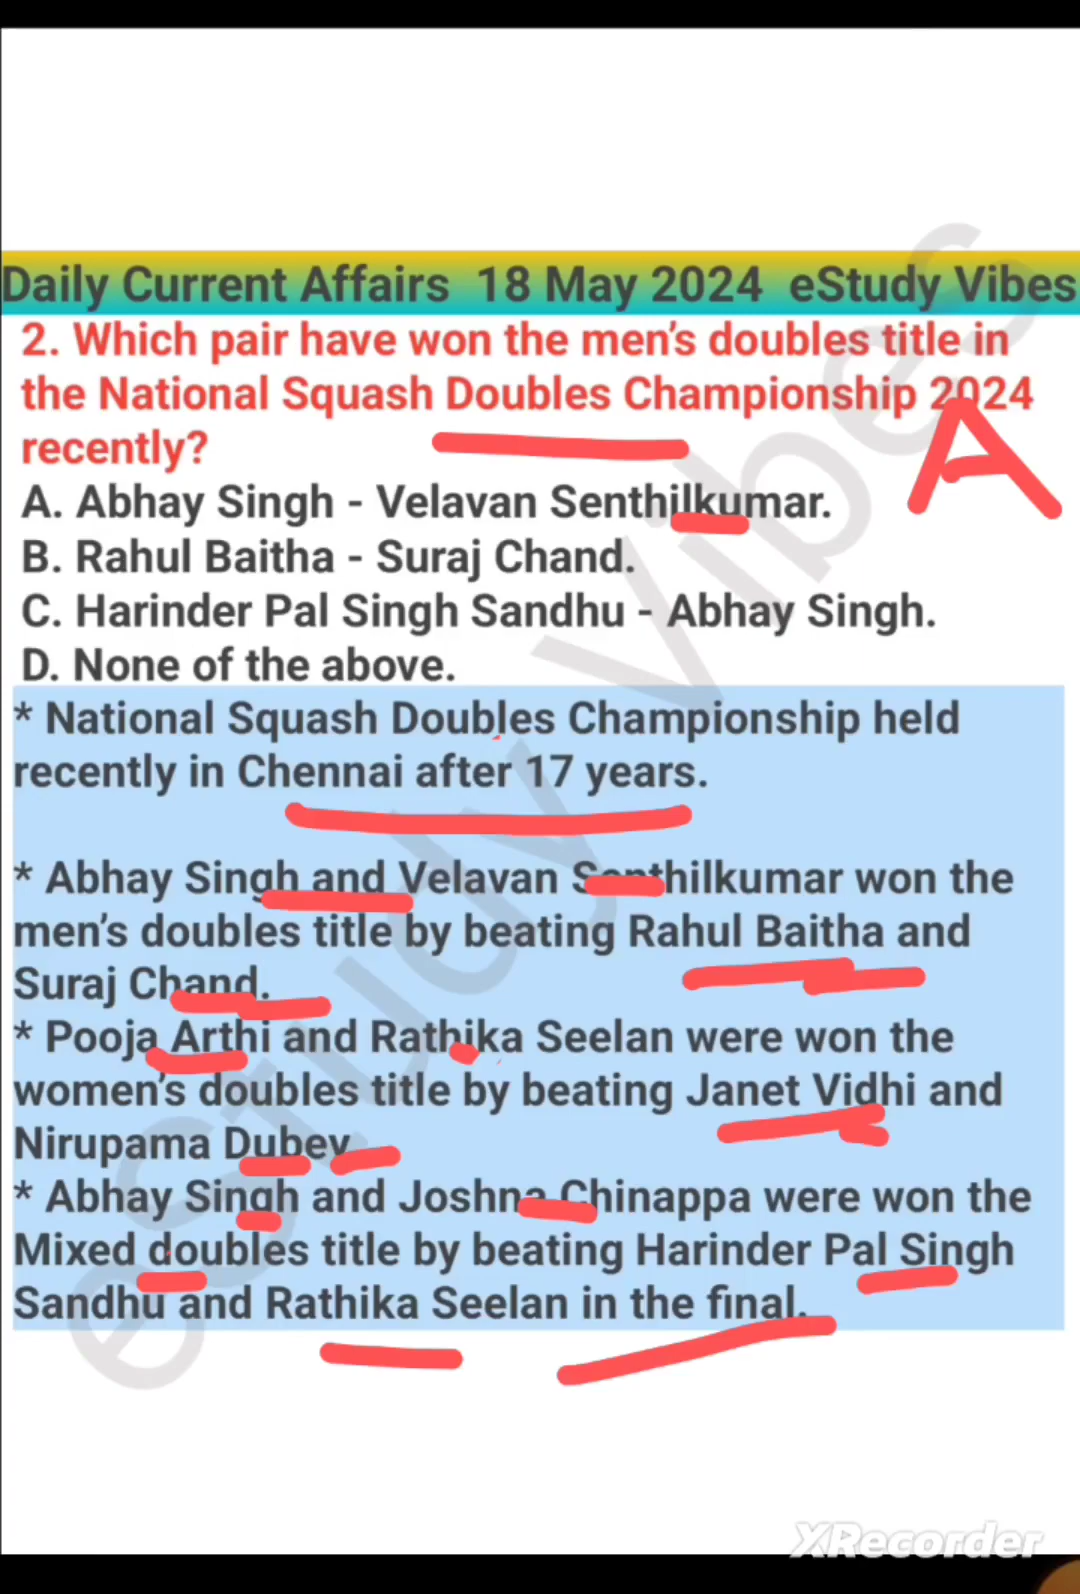 Daily Current Affairs 18 May 2024 eStudy Vibes
2. Which pair have won the men's doubles title in
the National Squash Doubles Championship 2024
recently?
A
A. Abhay Singh - Velavan Senthilkumar.
B. Rahul Baitha - Suraj Chand.
C. Harinder Pal Singh Sandhu - Abhay Singh.
D. None of the above.
* National Squash Doubles Championship held
recently in Chennai after 17 years.
* Abhay Singh and Velavan Senthilkumar won the
men's doubles title by beating Rahul Baitha and
Suraj Chand.
* Pooja Arthi and Rathika Seelan were won the
women's doubles title by beating Janet Vidhi and
Nirupama Dubey
* Abhay Singh and Joshna Chinappa were won the
Mixed doubles title by beating Harinder Pal Singh
Sandhu and Rathika Seelan in the final.
eStudy Vibes
XRecorder